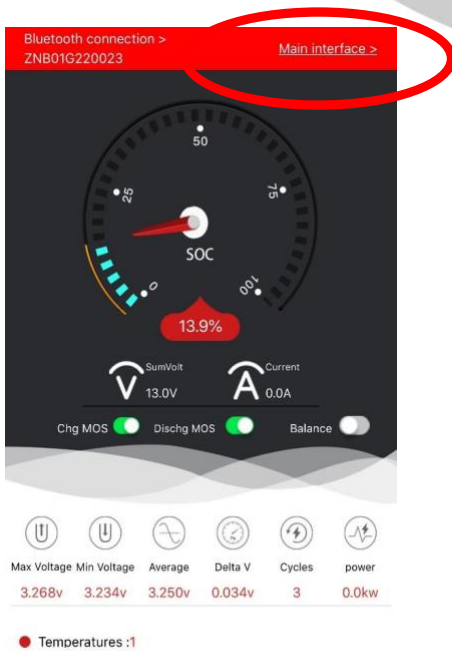 Bluetooth connection >
ZNB01G220023
Main interface >
50
25
75
0
100
SOC
13.9%
SumVolt
V
13.0V
Current
A
0.0A
Chg MOS
Dischg MOS
Balance
Max Voltage
Min Voltage
Average
Delta V
Cycles
power
3.268v
3.234v
3.250v
0.034v
3
0.0kw
Temperatures :1